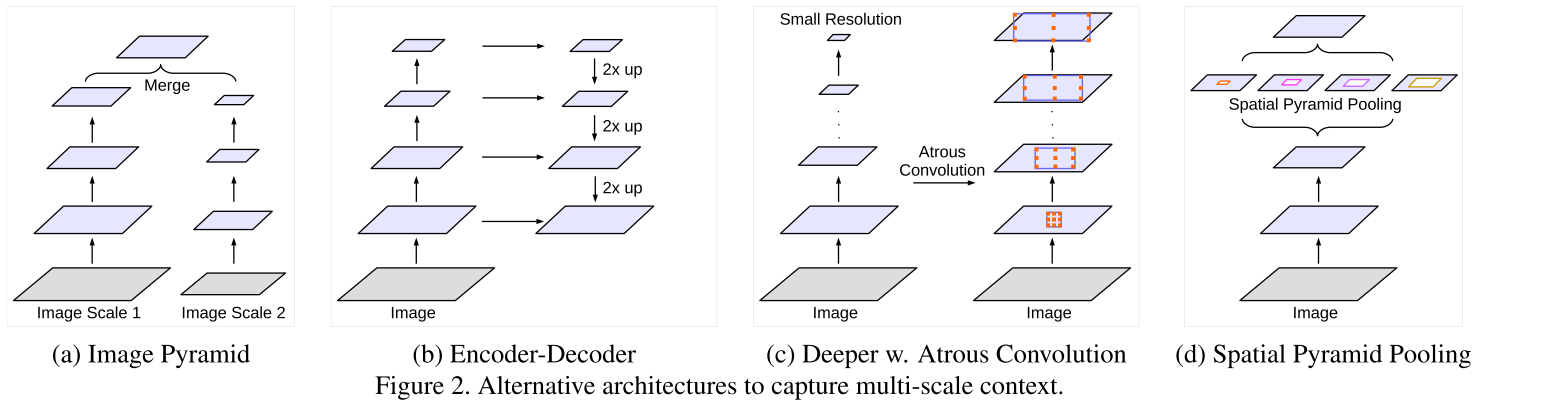 Merge
Image Scale 1
Image Scale 2
(a) Image Pyramid
2x up
2x up
2x up
Image
(b) Encoder-Decoder
Small Resolution
.
.
.
.
.
.
Atrous
Convolution
Image
Image
(c) Deeper w. Atrous Convolution
Spatial Pyramid Pooling
Image
(d) Spatial Pyramid Pooling
Figure 2. Alternative architectures to capture multi-scale context.